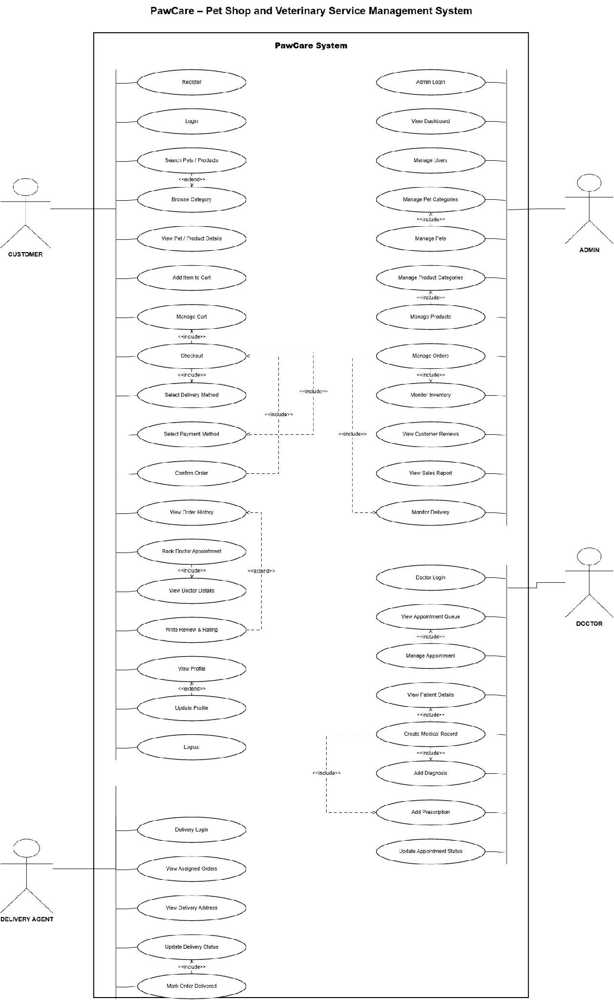 PawCare – Pet Shop and Veterinary Service Management System
PawCare System
Register
Login
Search Pets / Products
<<extend>>
Browse Category
View Pet / Product Details
Add Item to Cart
Manage Cart
<<include>>
Checkout
<<include>>
Select Delivery Method
<<include>>
<<include>>
Select Payment Method
Confirm Order
View Order History
Book Doctor Appointment
<<include>>
<<extend>>
View Doctor Details
Write Review & Rating
View Profile
<<extend>>
Update Profile
Logout
CUSTOMER
Admin Login
View Dashboard
Manage Users
Manage Pet Categories
<<include>>
Manage Pets
Manage Product Categories
<<include>>
Manage Products
Manage Orders
<<include>>
Monitor Inventory
<<include>>
View Customer Reviews
View Sales Report
Monitor Delivery
ADMIN
Doctor Login
View Appointment Queue
<<include>>
Manage Appointment
View Patient Details
<<include>>
Create Medical Record
<<include>>
<<include>>
Add Diagnosis
Add Prescription
Update Appointment Status
DOCTOR
Delivery Login
View Assigned Orders
View Delivery Address
Update Delivery Status
<<include>>
Mark Order Delivered
DELIVERY AGENT